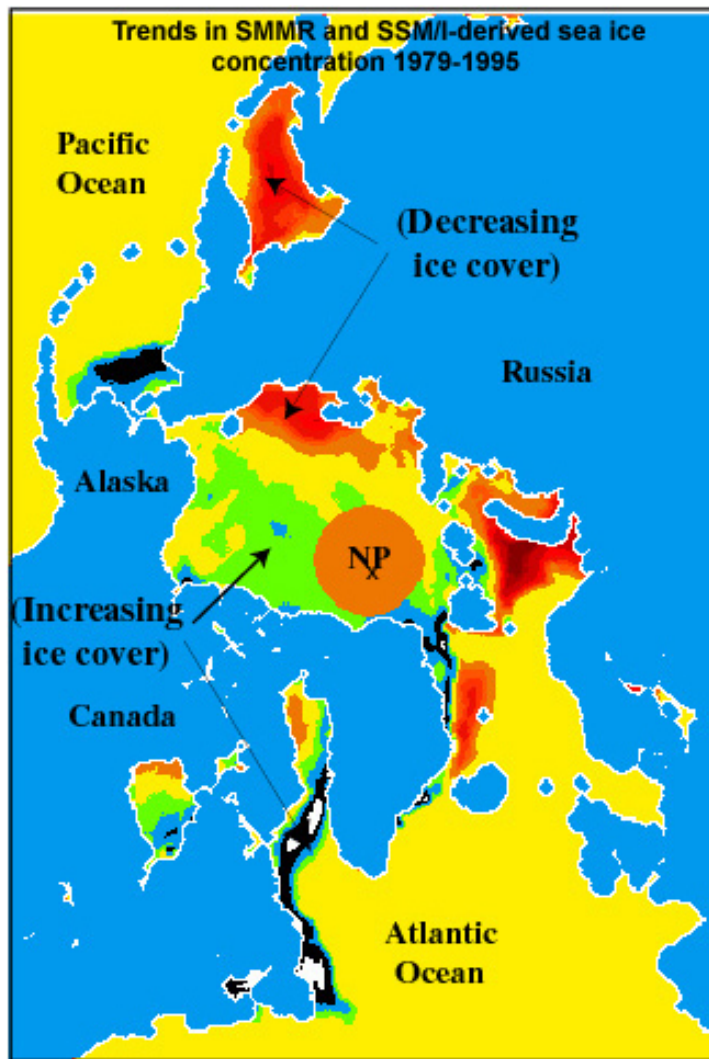 Trends in SMMR and SSM/I-derived sea ice
concentration 1979-1995
Pacific
Ocean
(Decreasing
ice cover)
Russia
Alaska
NP
x
(Increasing
ice cover)
Canada
Atlantic
Ocean